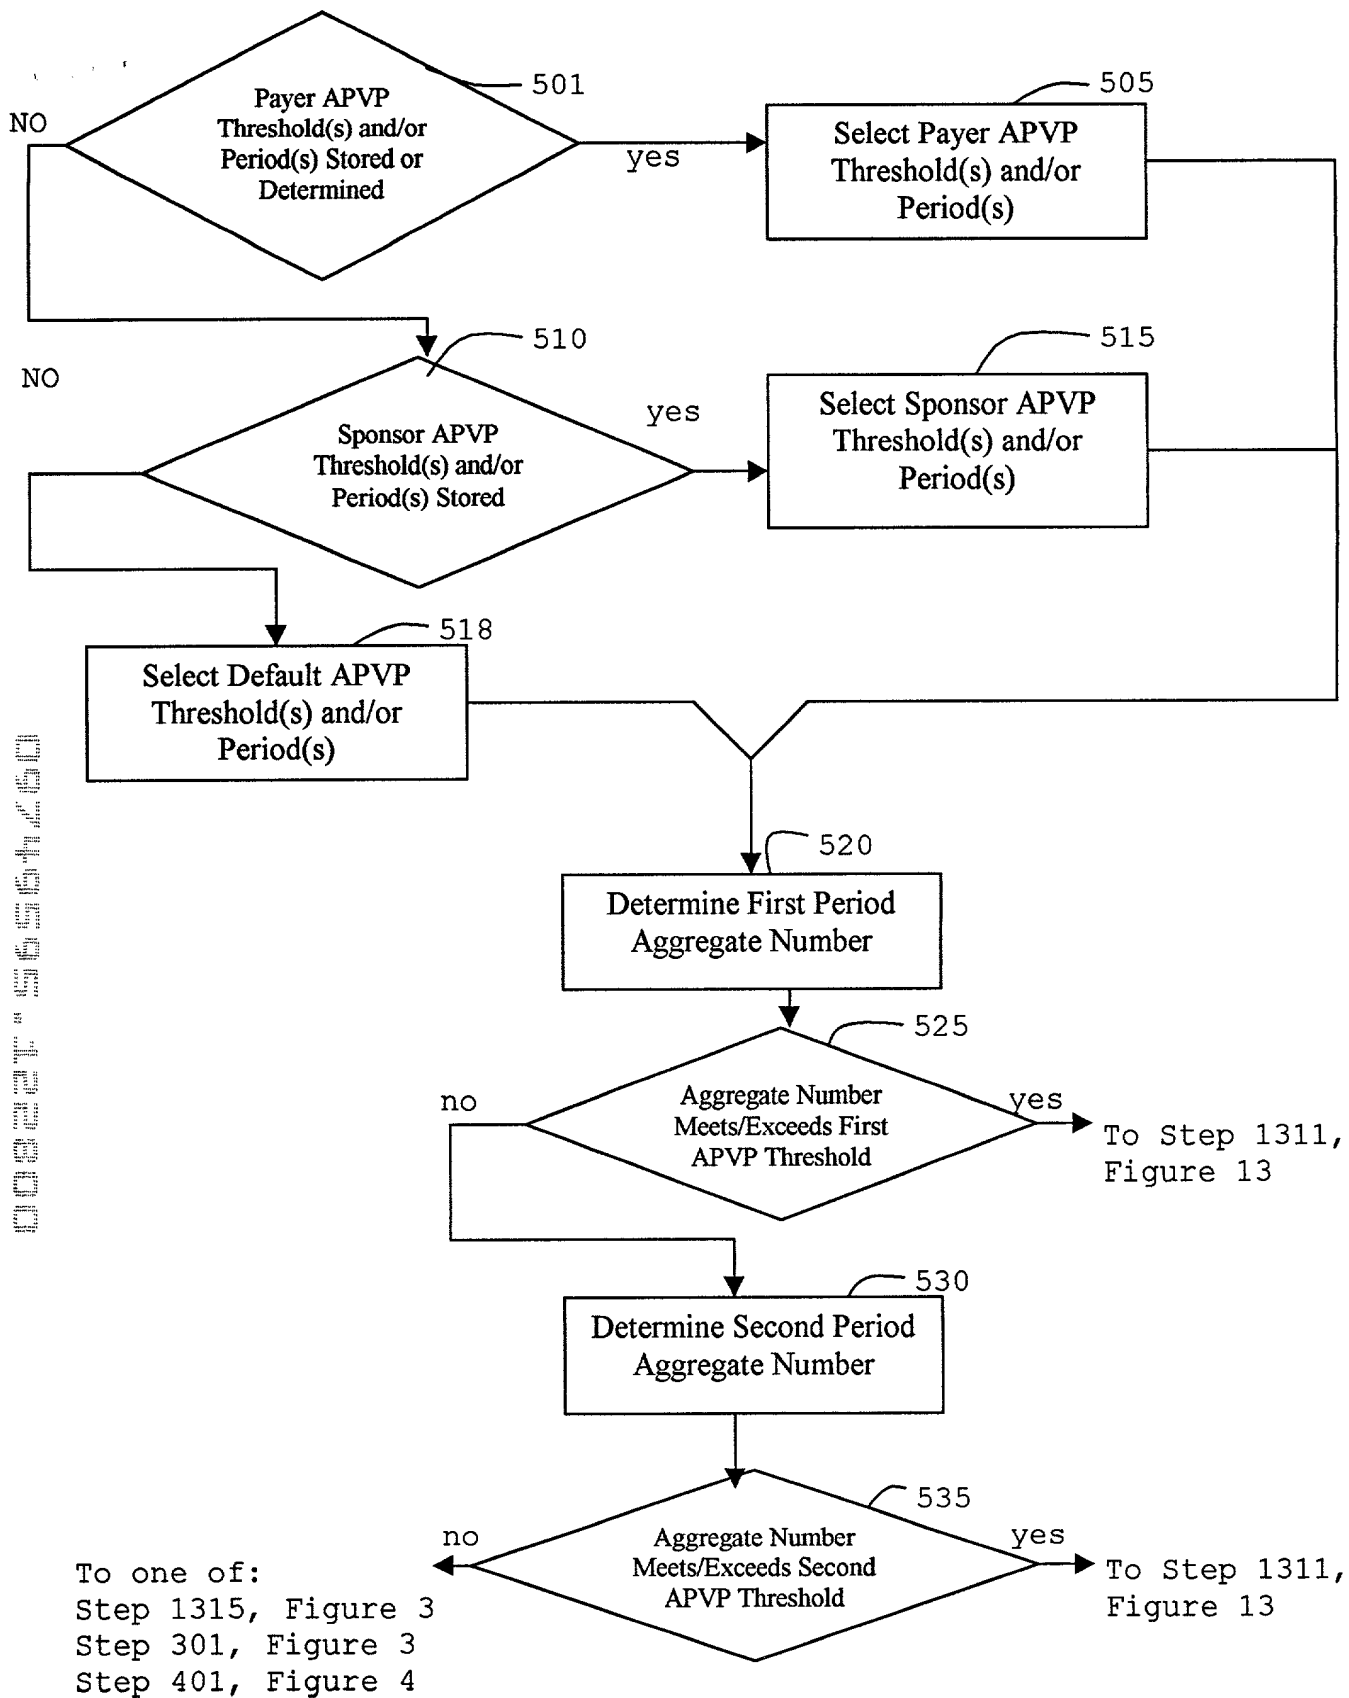 501
505
Payer APVP
Threshold(s) and/or
Period(s) Stored or
Determined
NO
yes
Select Payer APVP
Threshold(s) and/or
Period(s)
510
515
NO
Sponsor APVP
Threshold(s) and/or
Period(s) Stored
yes
Select Sponsor APVP
Threshold(s) and/or
Period(s)
518
Select Default APVP
Threshold(s) and/or
Period(s)
520
Determine First Period
Aggregate Number
525
Aggregate Number
Meets/Exceeds First
APVP Threshold
no
yes
To Step 1311,
Figure 13
530
Determine Second Period
Aggregate Number
535
Aggregate Number
Meets/Exceeds Second
APVP Threshold
no
yes
To Step 1311,
Figure 13
To one of:
Step 1315, Figure 3
Step 301, Figure 3
Step 401, Figure 4